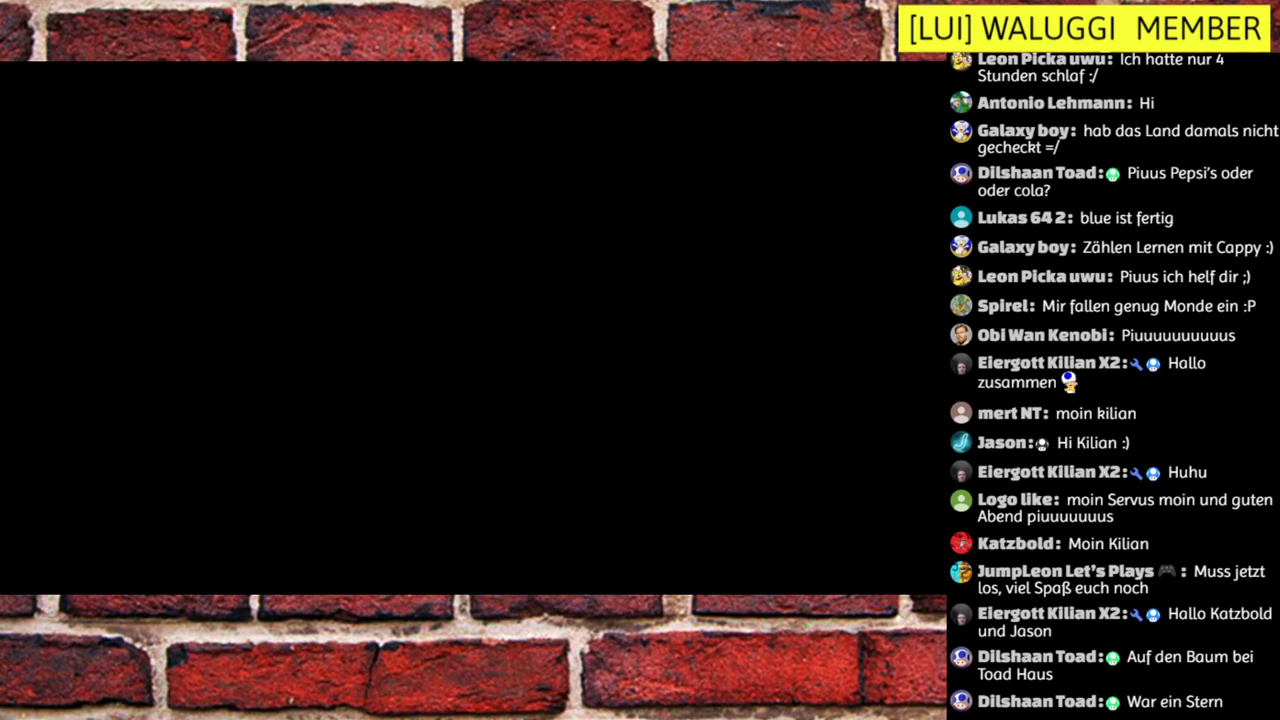 [LUI] WALUGGI MEMBER
Leon Picka uwu: Ich hatte nur 4
Stunden schlaf :/
Antonio Lehmann: Hi
Galaxy boy: hab das Land damals nicht
gecheckt =/
Dilshaan Toad: Piuus Pepsi's oder
oder cola?
Lukas 64 2: blue ist fertig
Galaxy boy: Zählen Lernen mit Cappy :)
Leon Picka uwu: Piuus ich helf dir ;)
Spirel: Mir fallen genug Monde ein :P
Obi Wan Kenobi: Piuuuuuuuuuus
Eiergott Kilian X2: Hallo
zusammen
mert NT: moin kilian
Jason: Hi Kilian :)
Eiergott Kilian X2: Huhu
Logo like: moin Servus moin und guten
Abend piuuuuuuus
Katzbold: Moin Kilian
JumpLeon Let's Plays 🎮 : Muss jetzt
los, viel Spaß euch noch
Eiergott Kilian X2: Hallo Katzbold
und Jason
Dilshaan Toad: Auf den Baum bei
Toad Haus
Dilshaan Toad: War ein Stern